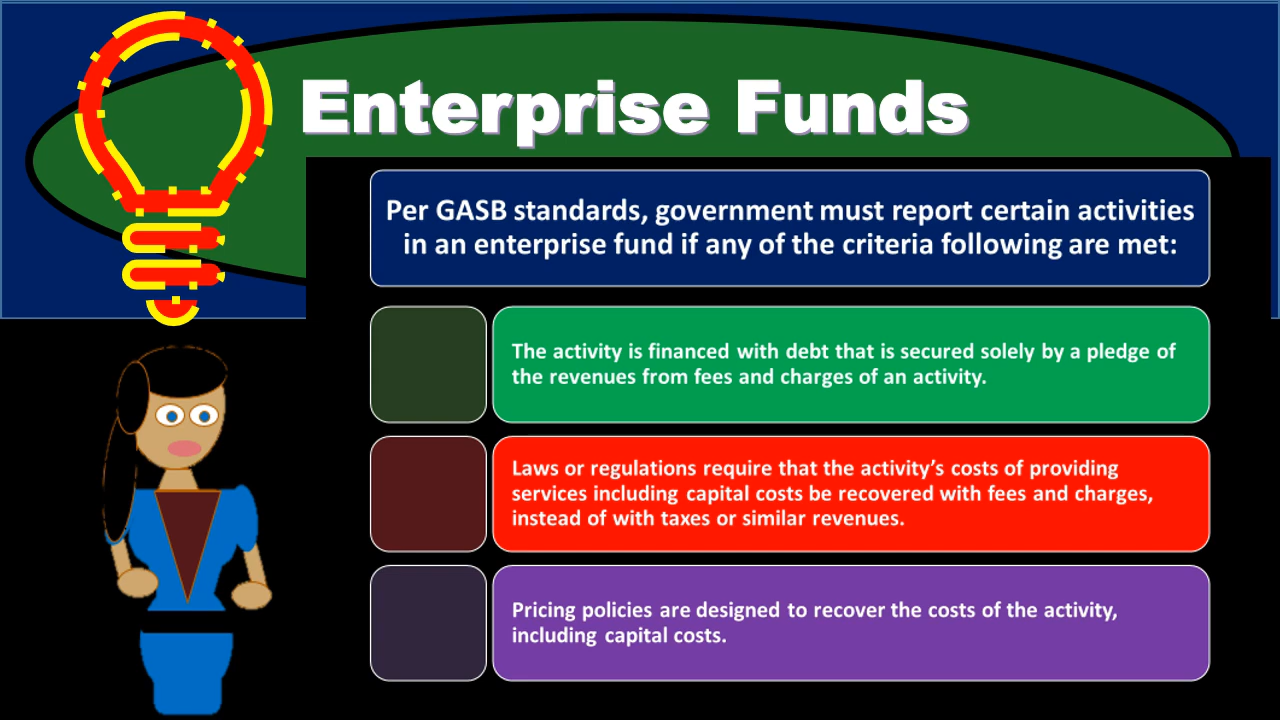 Enterprise Funds
Per GASB standards, government must report certain activities
in an enterprise fund if any of the criteria following are met:
The activity is financed with debt that is secured solely by a pledge of
the revenues from fees and charges of an activity.
Laws or regulations require that the activity’s costs of providing
services including capital costs be recovered with fees and charges,
instead of with taxes or similar revenues.
Pricing policies are designed to recover the costs of the activity,
including capital costs.